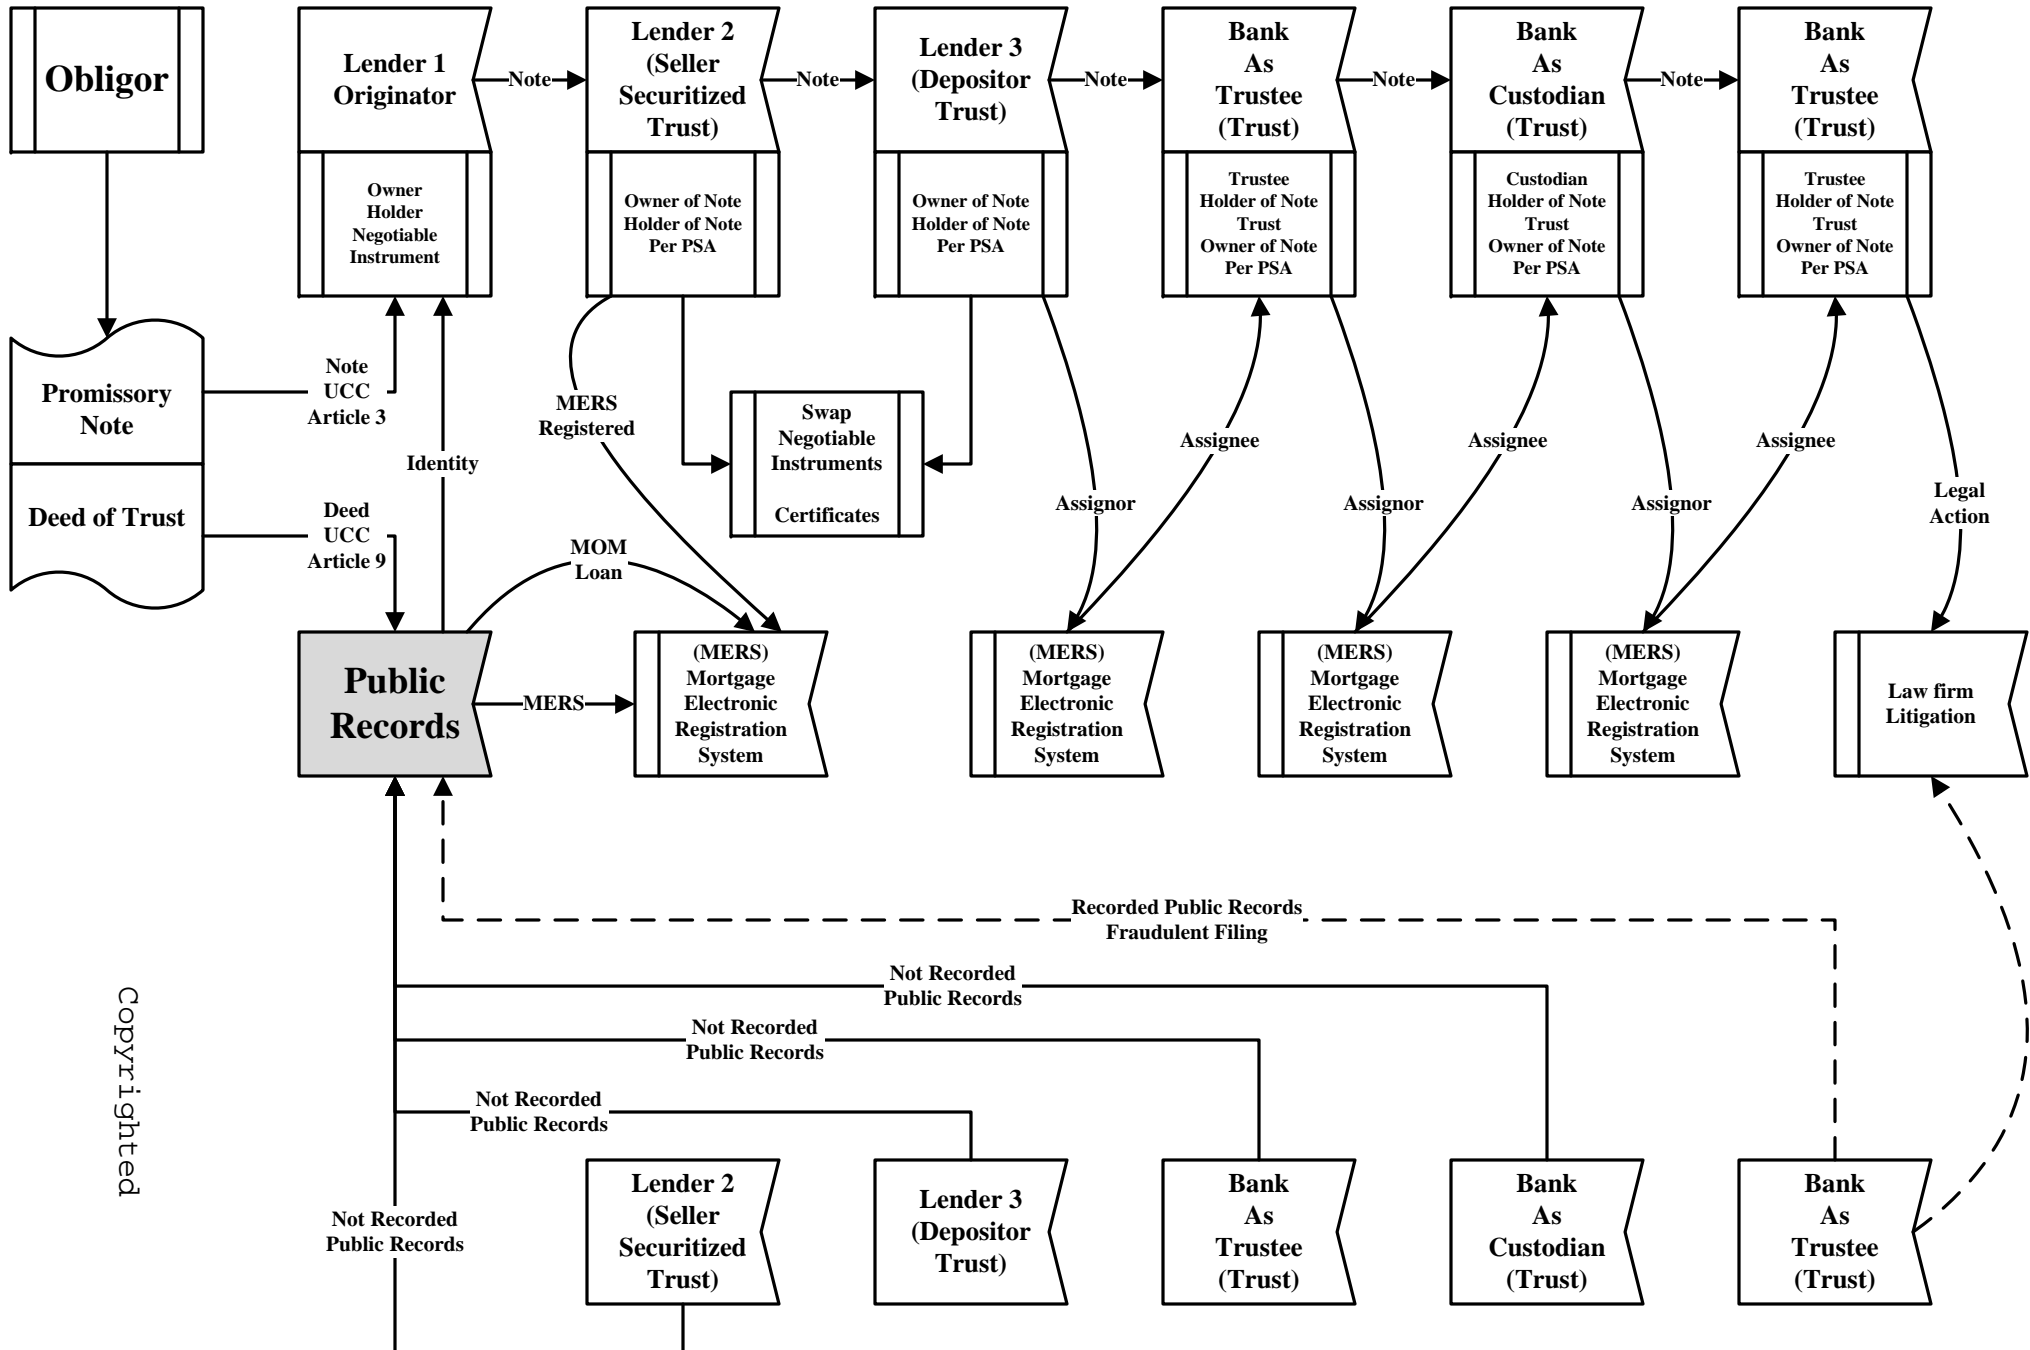 Obligor
Lender 1
Originator
Note
Lender 2
(Seller
Securitized
Trust)
Note
Lender 3
(Depositor
Trust)
Note
Bank
As
Trustee
(Trust)
Note
Bank
As
Custodian
(Trust)
Note
Bank
As
Trustee
(Trust)
Owner
Holder
Negotiable
Instrument
Owner of Note
Holder of Note
Per PSA
Owner of Note
Holder of Note
Per PSA
Trustee
Holder of Note
Trust
Owner of Note
Per PSA
Custodian
Holder of Note
Trust
Owner of Note
Per PSA
Trustee
Holder of Note
Trust
Owner of Note
Per PSA
Promissory
Note
Deed of Trust
Note
UCC
Article 3
Deed
UCC
Article 9
Identity
MERS
Registered
MOM
Loan
Swap
Negotiable
Instruments
Certificates
Assignor
Assignee
Assignor
Assignee
Assignor
Assignee
Legal
Action
Public
Records
MERS
(MERS)
Mortgage
Electronic
Registration
System
(MERS)
Mortgage
Electronic
Registration
System
(MERS)
Mortgage
Electronic
Registration
System
(MERS)
Mortgage
Electronic
Registration
System
Law firm
Litigation
Recorded Public Records
Fraudulent Filing
Not Recorded
Public Records
Not Recorded
Public Records
Not Recorded
Public Records
Not Recorded
Public Records
Copyrighted
Lender 2
(Seller
Securitized
Trust)
Lender 3
(Depositor
Trust)
Bank
As
Trustee
(Trust)
Bank
As
Custodian
(Trust)
Bank
As
Trustee
(Trust)